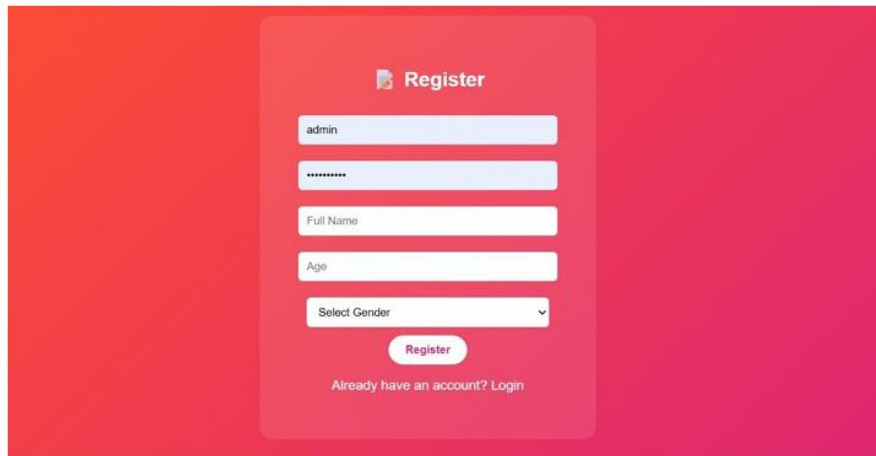 Register
admin
••••••••••
Full Name
Age
Select Gender
Register
Already have an account? Login